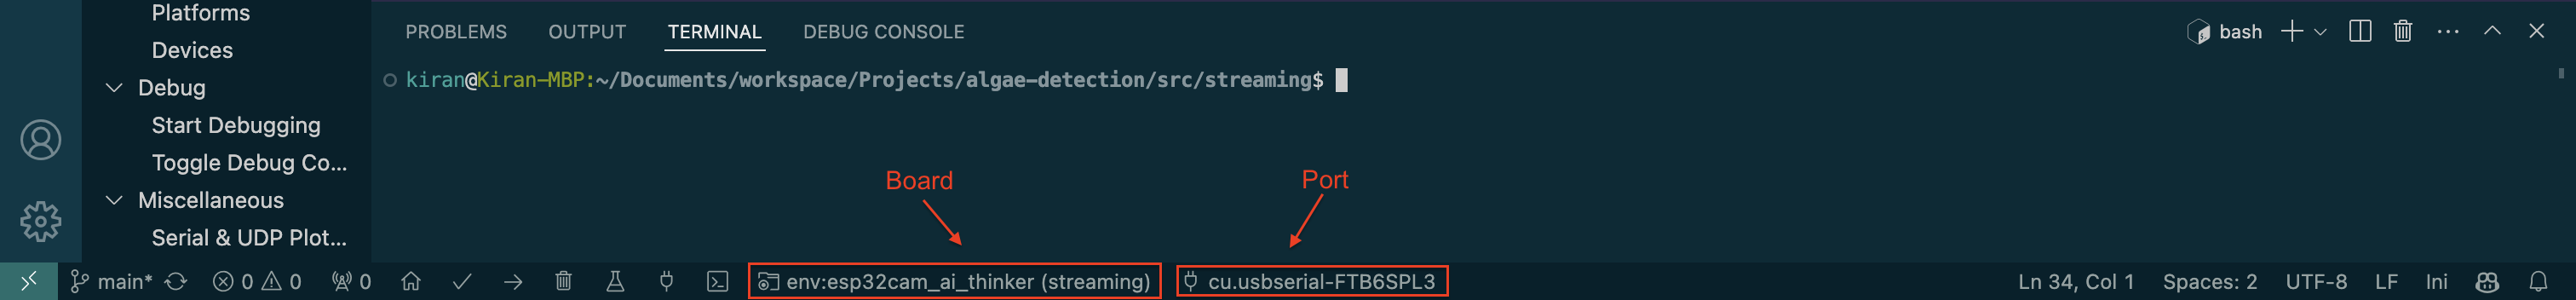 Platforms
Devices
Debug
Start Debugging
Toggle Debug Co...
Miscellaneous
Serial & UDP Plot...
PROBLEMS OUTPUT TERMINAL DEBUG CONSOLE
bash
kiran@Kiran-MBP:~/Documents/workspace/Projects/algae-detection/src/streaming$
Board
Port
main* 0 0 0 env:esp32cam_ai_thinker (streaming) cu.usbserial-FTB6SPL3 Ln 34, Col 1 Spaces: 2 UTF-8 LF Ini